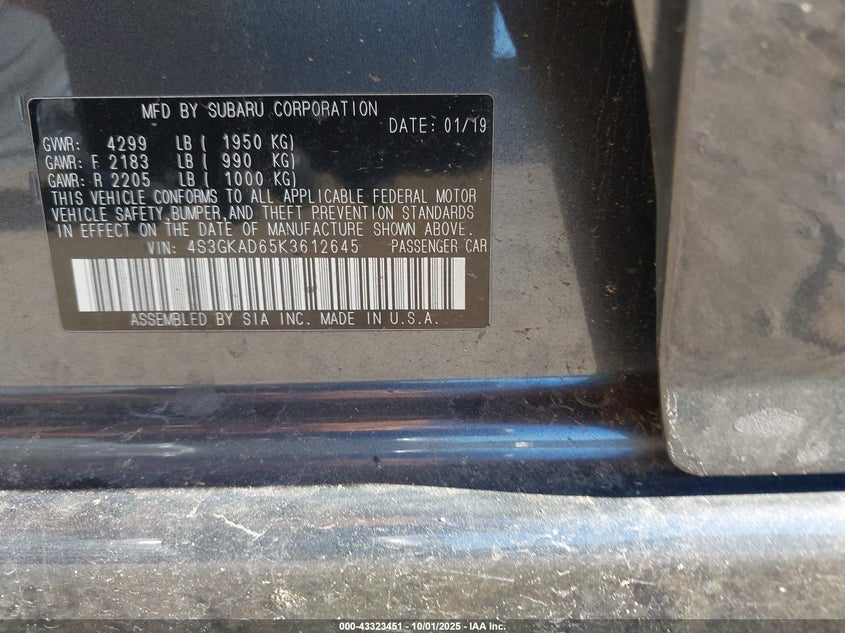 MFD BY SUBARU CORPORATION
DATE: 01/19
GVWR: 4299 LB ( 1950 KG)
GAWR: F 2183 LB ( 990 KG)
GAWR: R 2205 LB ( 1000 KG)
THIS VEHICLE CONFORMS TO ALL APPLICABLE FEDERAL MOTOR
VEHICLE SAFETY,BUMPER,AND THEFT PREVENTION STANDARDS
IN EFFECT ON THE DATE OF MANUFACTURE SHOWN ABOVE.
VIN: 4S3GKAD65K3612645 PASSENGER CAR
ASSEMBLED BY SIA INC. MADE IN U.S.A.
000-43323451 - 10/01/2025 - IAA Inc.